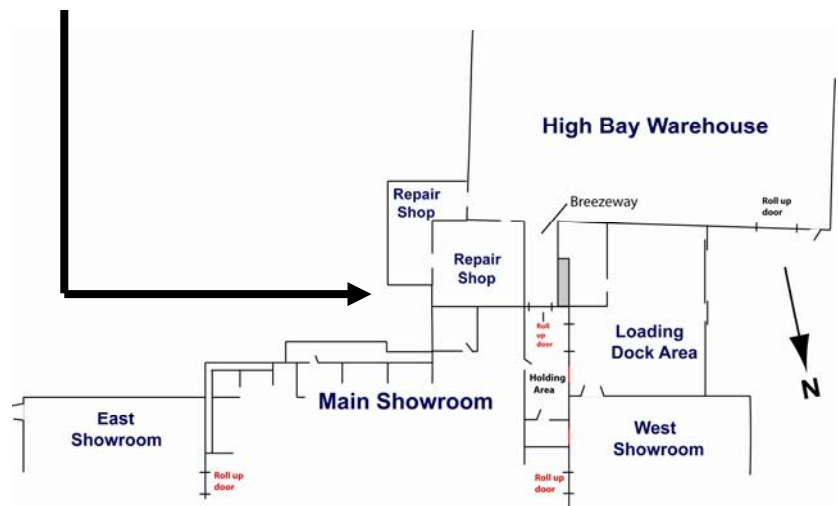 High Bay Warehouse
Repair
Shop
Roll up
door
Breezeway
Repair
Shop
Roll
up
door
Loading
Dock Area
N
Holding
Area
Main Showroom
East
Showroom
West
Showroom
Roll up
door
Roll up
door